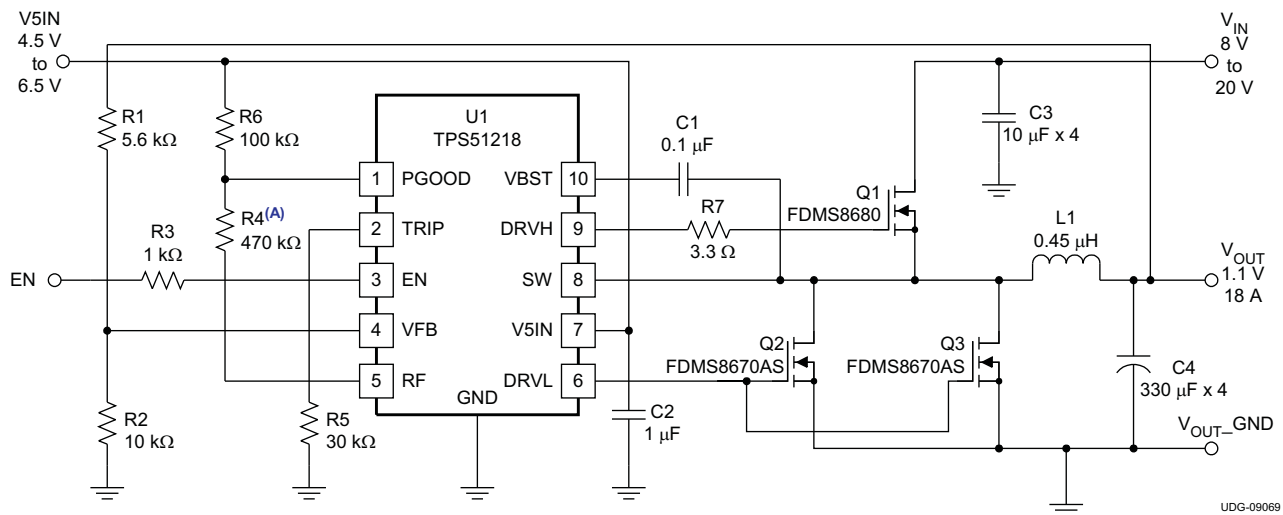 V5IN
4.5 V
to
6.5 V
V_IN
8 V
to
20 V
R1
5.6 kΩ
R6
100 kΩ
U1
TPS51218
C1
0.1 µF
C3
10 µF x 4
1
PGOOD
VBST
10
Q1
FDMS8680
R4(A)
470 kΩ
2
TRIP
DRVH
9
R7
3.3 Ω
L1
0.45 µH
R3
1 kΩ
EN
3
EN
SW
8
V_OUT
1.1 V
18 A
4
VFB
V5IN
7
Q2
FDMS8670AS
Q3
FDMS8670AS
5
RF
DRVL
6
C4
330 µF x 4
GND
R2
10 kΩ
R5
30 kΩ
C2
1 µF
V_OUT_GND
UDG-09069